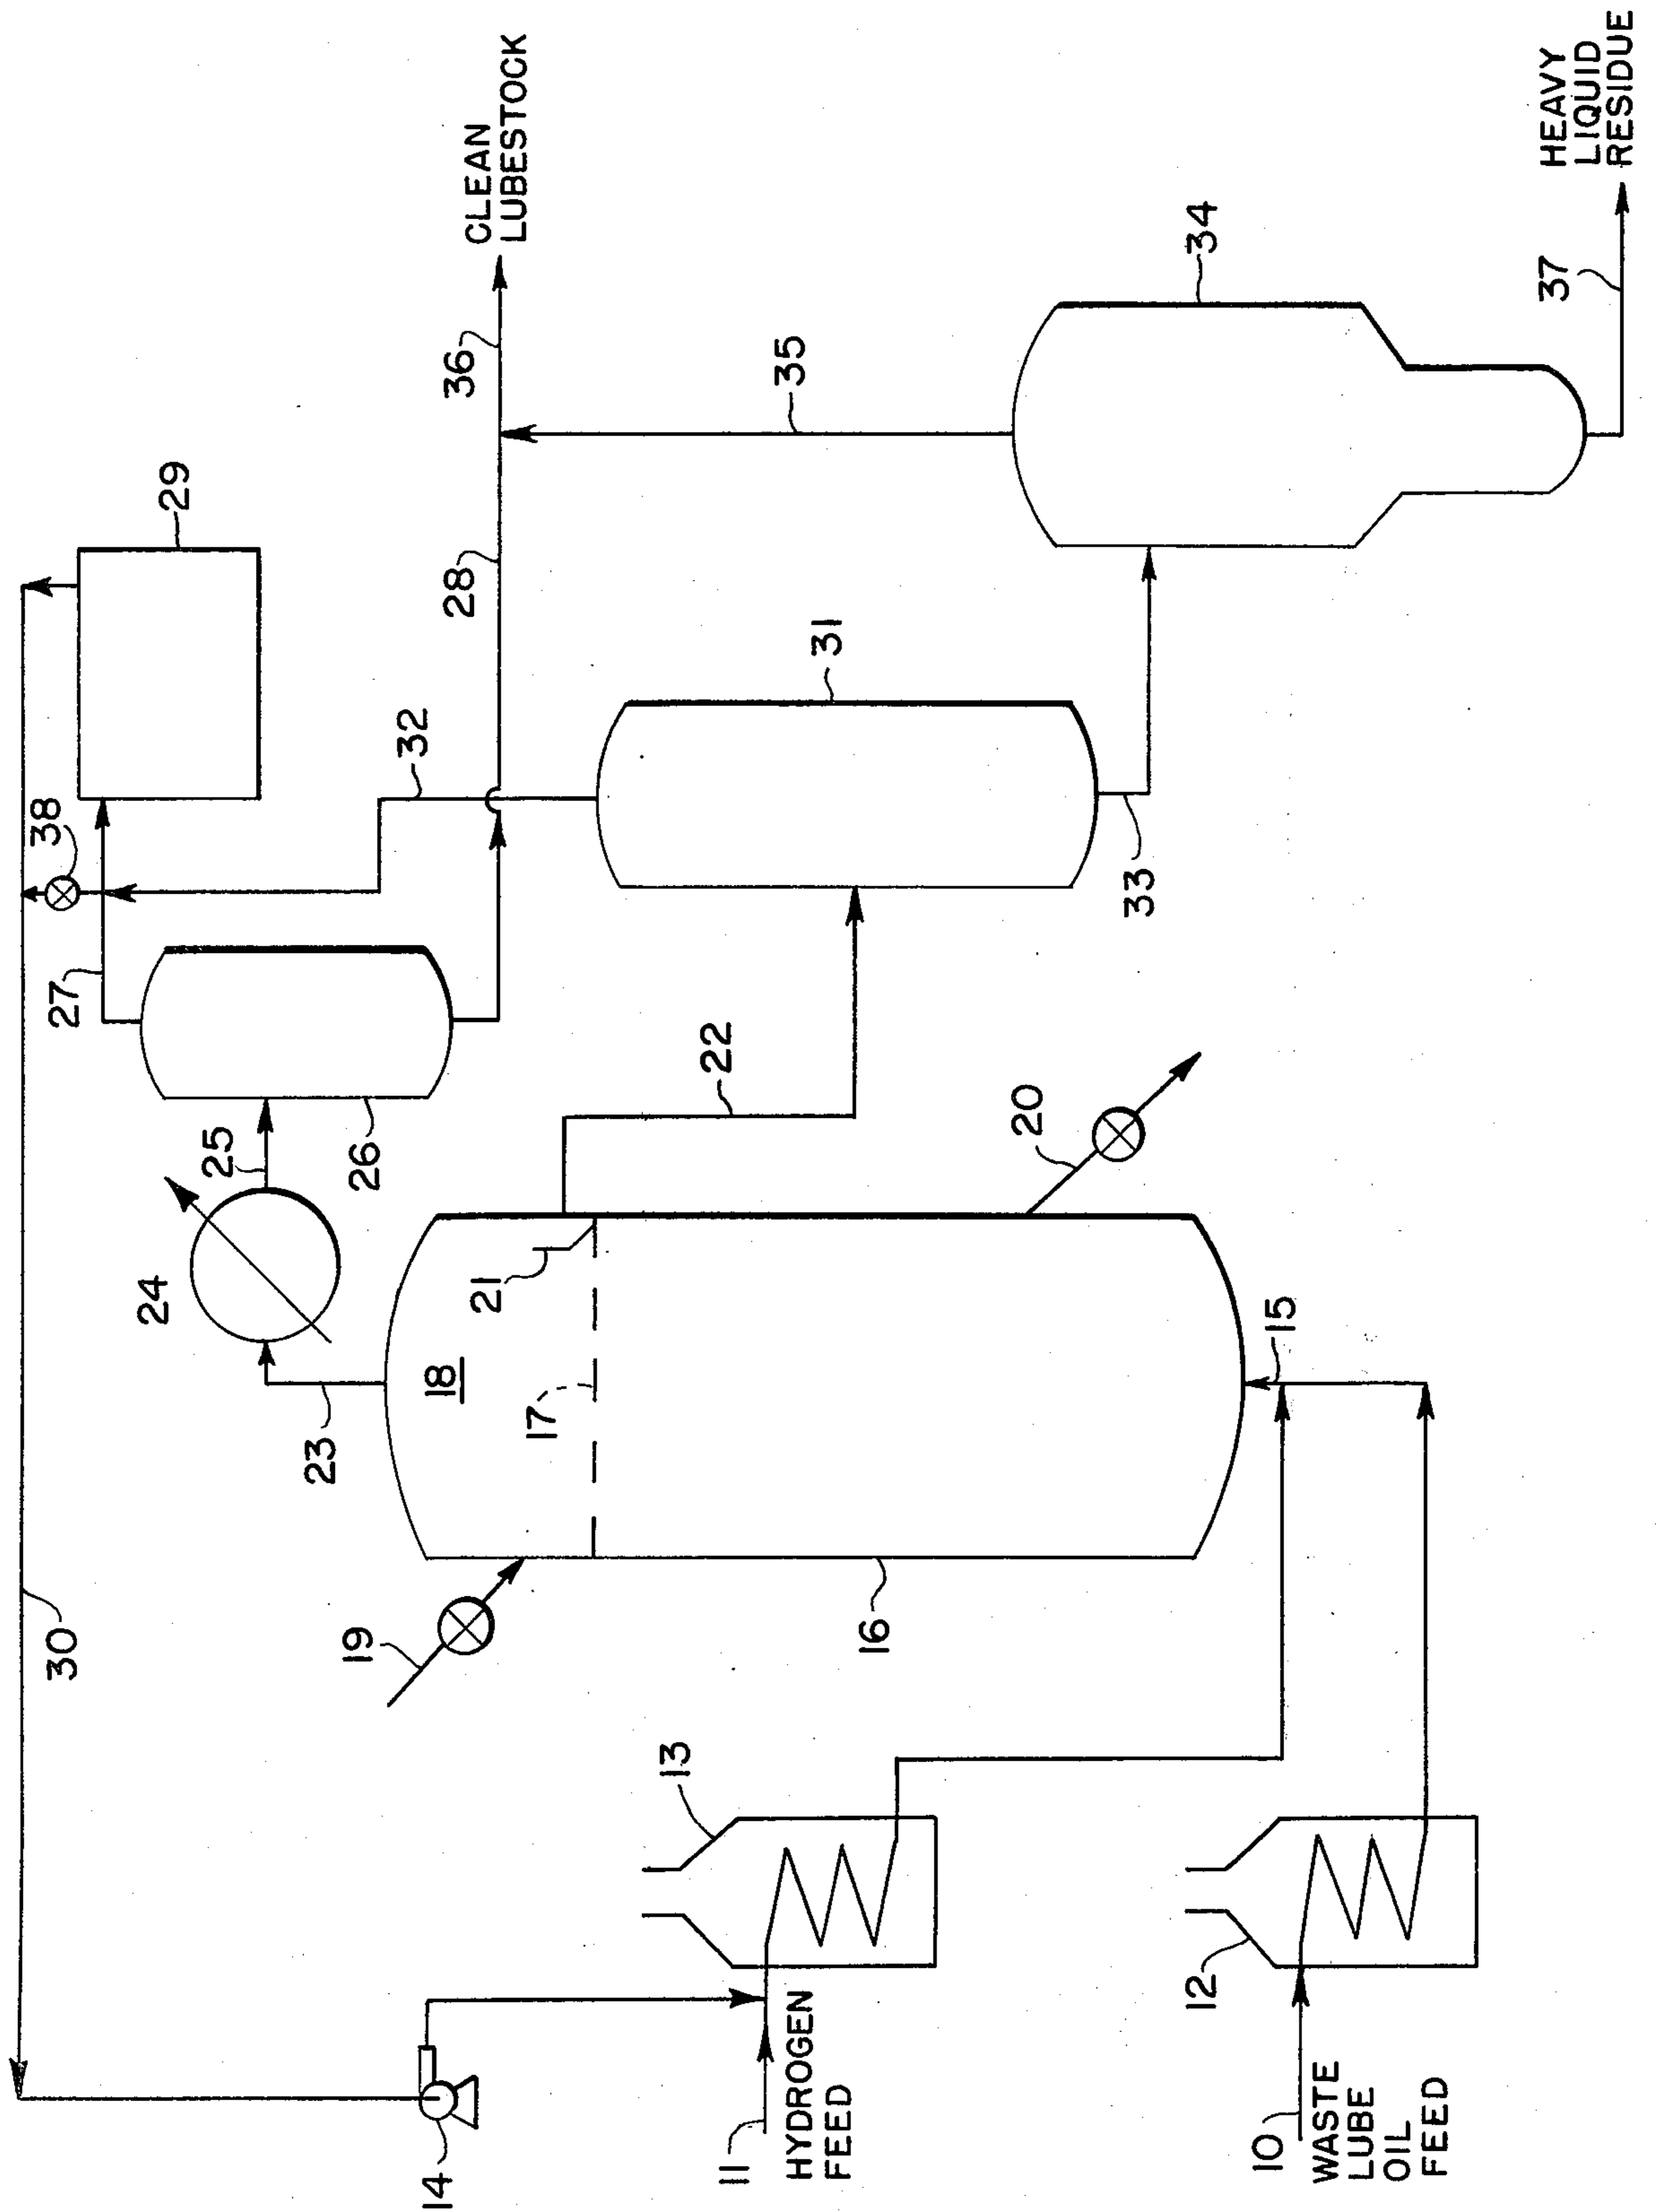 30
29
38
27
25
26
24
23
32
28
36
CLEAN
LUBESTOCK
18
21
17
19
16
22
20
31
33
35
34
37
HEAVY
LIQUID
RESIDUE
15
14
13
11
HYDROGEN
FEED
12
10
WASTE
LUBE
OIL
FEED